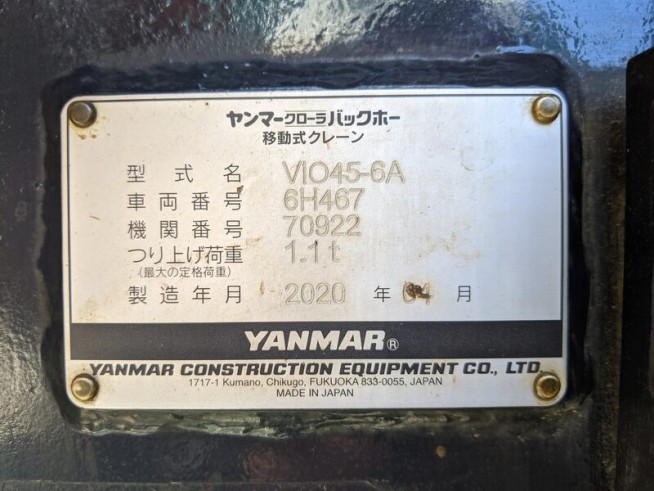 ヤンマークローラバックホー
移動式クレーン
型式名 VIO45-6A
車両番号 6H467
機関番号 70922
つり上げ荷重 1.1t
(最大の定格荷重)
製造年月 2020 年 04 月
YANMAR®
YANMAR CONSTRUCTION EQUIPMENT CO., LTD.
1717-1 Kumano, Chikugo, FUKUOKA 833-0055, JAPAN
MADE IN JAPAN